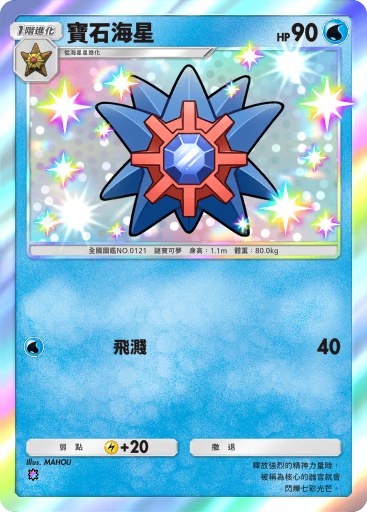 1階進化
寶石海星
HP 90
從海星星進化
全國圖鑑NO.0121 謎寶可夢 身高：1.1m 體重：80.0kg
飛濺 40
弱點 +20 撤退
Illus. MAHOU
釋放強烈的精神力量時，
被稱為核心的器官就會
閃爍七彩光芒。